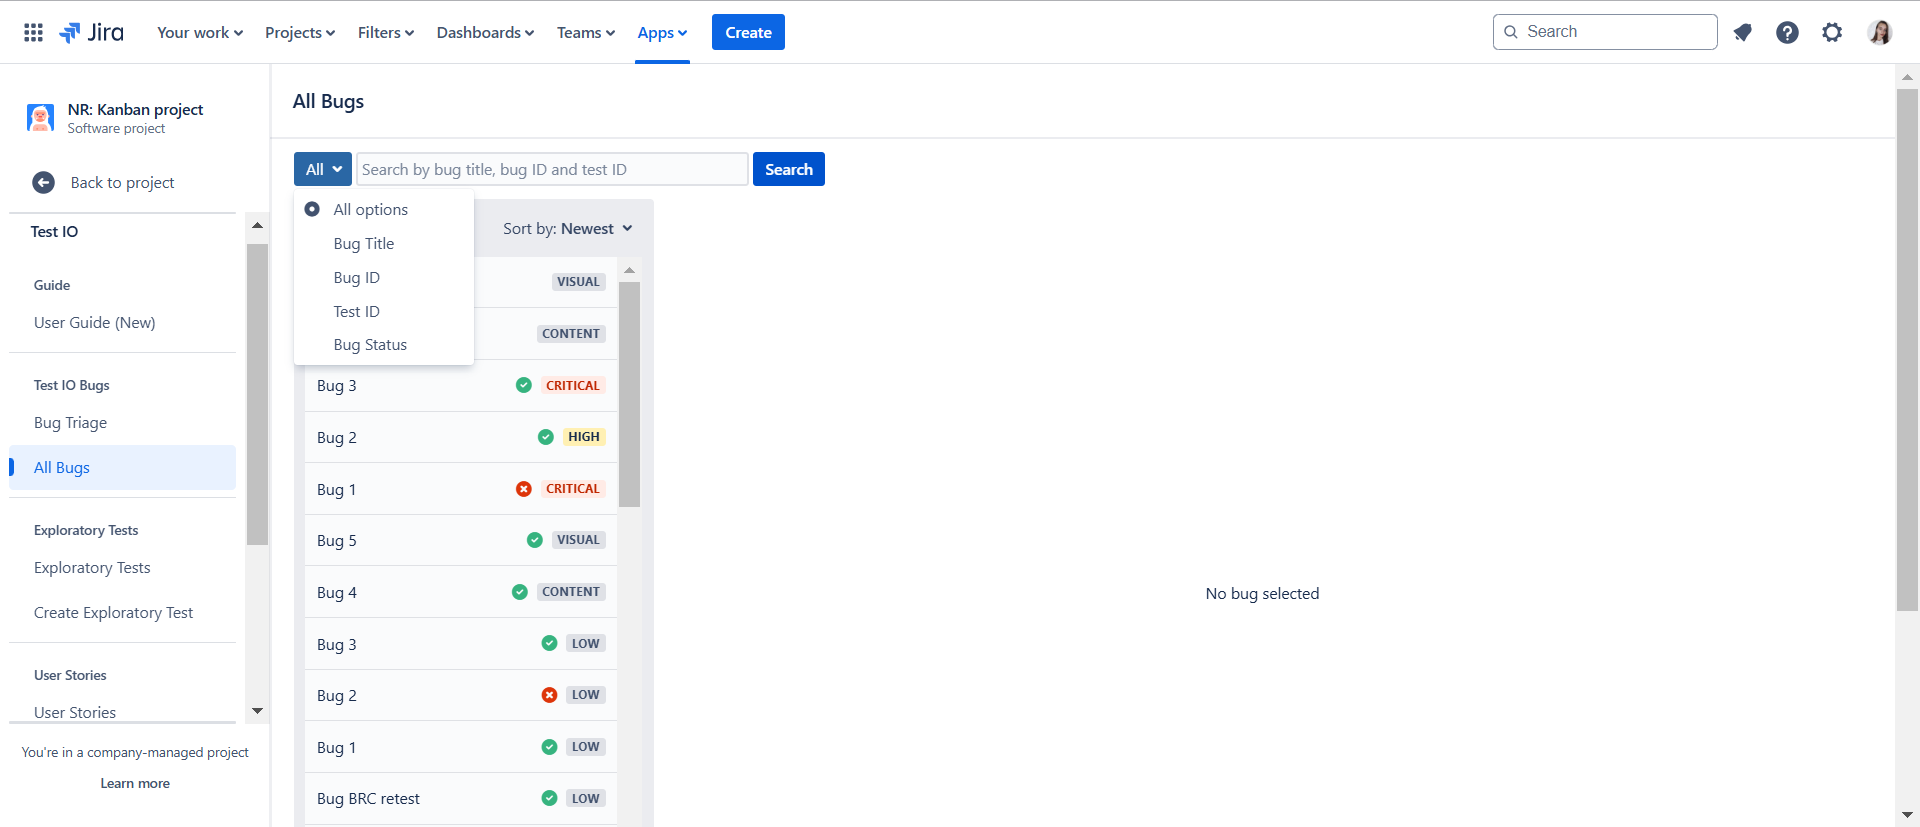 Jira
Your work
Projects
Filters
Dashboards
Teams
Apps
Create
Search
NR: Kanban project
Software project
Back to project
Test IO
Guide
User Guide (New)
Test IO Bugs
Bug Triage
All Bugs
Exploratory Tests
Exploratory Tests
Create Exploratory Test
User Stories
User Stories
You're in a company-managed project
Learn more
All Bugs
All
Search by bug title, bug ID and test ID
Search
All options
Bug Title
Bug ID
Test ID
Bug Status
Sort by: Newest
VISUAL
CONTENT
Bug 3 CRITICAL
Bug 2 HIGH
Bug 1 CRITICAL
Bug 5 VISUAL
Bug 4 CONTENT
Bug 3 LOW
Bug 2 LOW
Bug 1 LOW
Bug BRC retest LOW
No bug selected